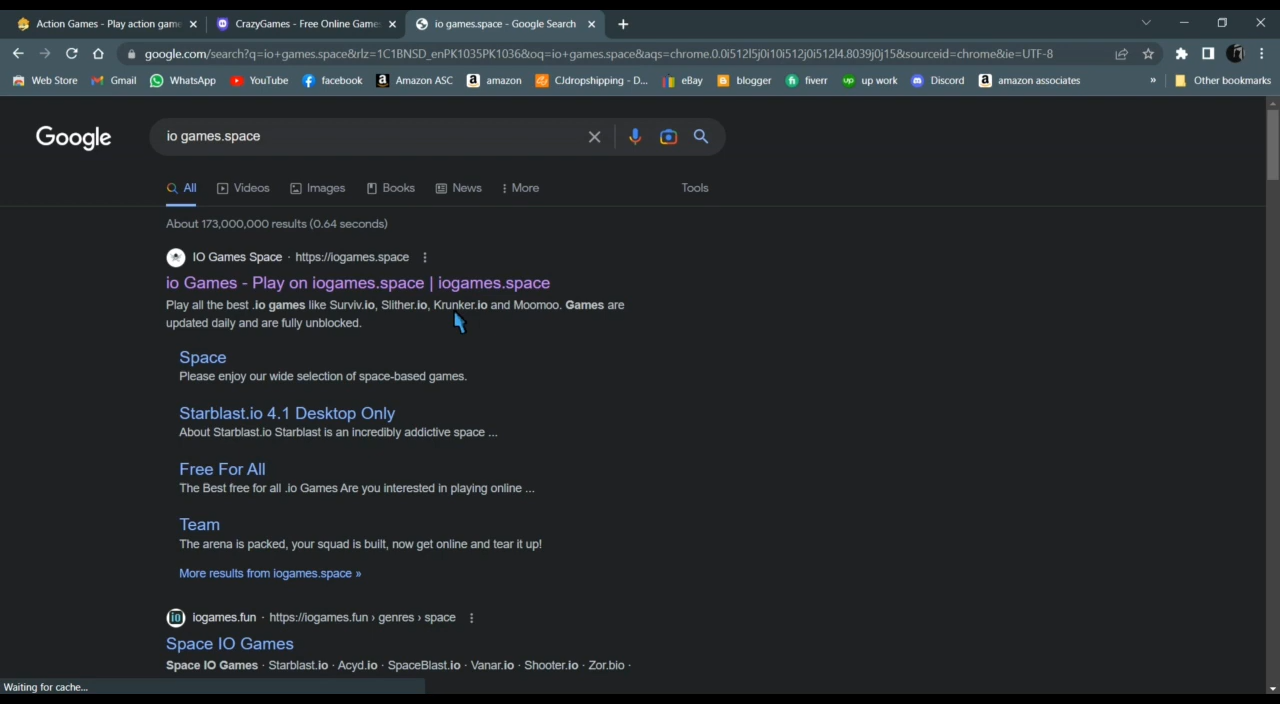 Action Games - Play action gam
CrazyGames - Free Online Game
io games.space - Google Search
google.com/search?q=io+games.space&rlz=1C1BNSD_enPK1035PK1036&oq=io+games.space&aqs=chrome.0.0i512l5j0i10i512j0i512l4.8039j0j15&sourceid=chrome&ie=UTF-8
Web Store Gmail WhatsApp YouTube facebook Amazon ASC amazon CJdropshipping - D... eBay blogger fiverr up work Discord amazon associates » Other bookmarks
Google io games.space
All Videos Images Books News More Tools
About 173,000,000 results (0.64 seconds)
IO Games Space · https://iogames.space
io Games - Play on iogames.space | iogames.space
Play all the best .io games like Surviv.io, Slither.io, Krunker.io and Moomoo. Games are
updated daily and are fully unblocked.
Space
Please enjoy our wide selection of space-based games.
Starblast.io 4.1 Desktop Only
About Starblast.io Starblast is an incredibly addictive space ...
Free For All
The Best free for all .io Games Are you interested in playing online ...
Team
The arena is packed, your squad is built, now get online and tear it up!
More results from iogames.space »
io iogames.fun · https://iogames.fun › genres › space
Space IO Games
Space IO Games · Starblast.io · Acyd.io · SpaceBlast.io · Vanar.io · Shooter.io · Zor.bio ·
Waiting for cache...